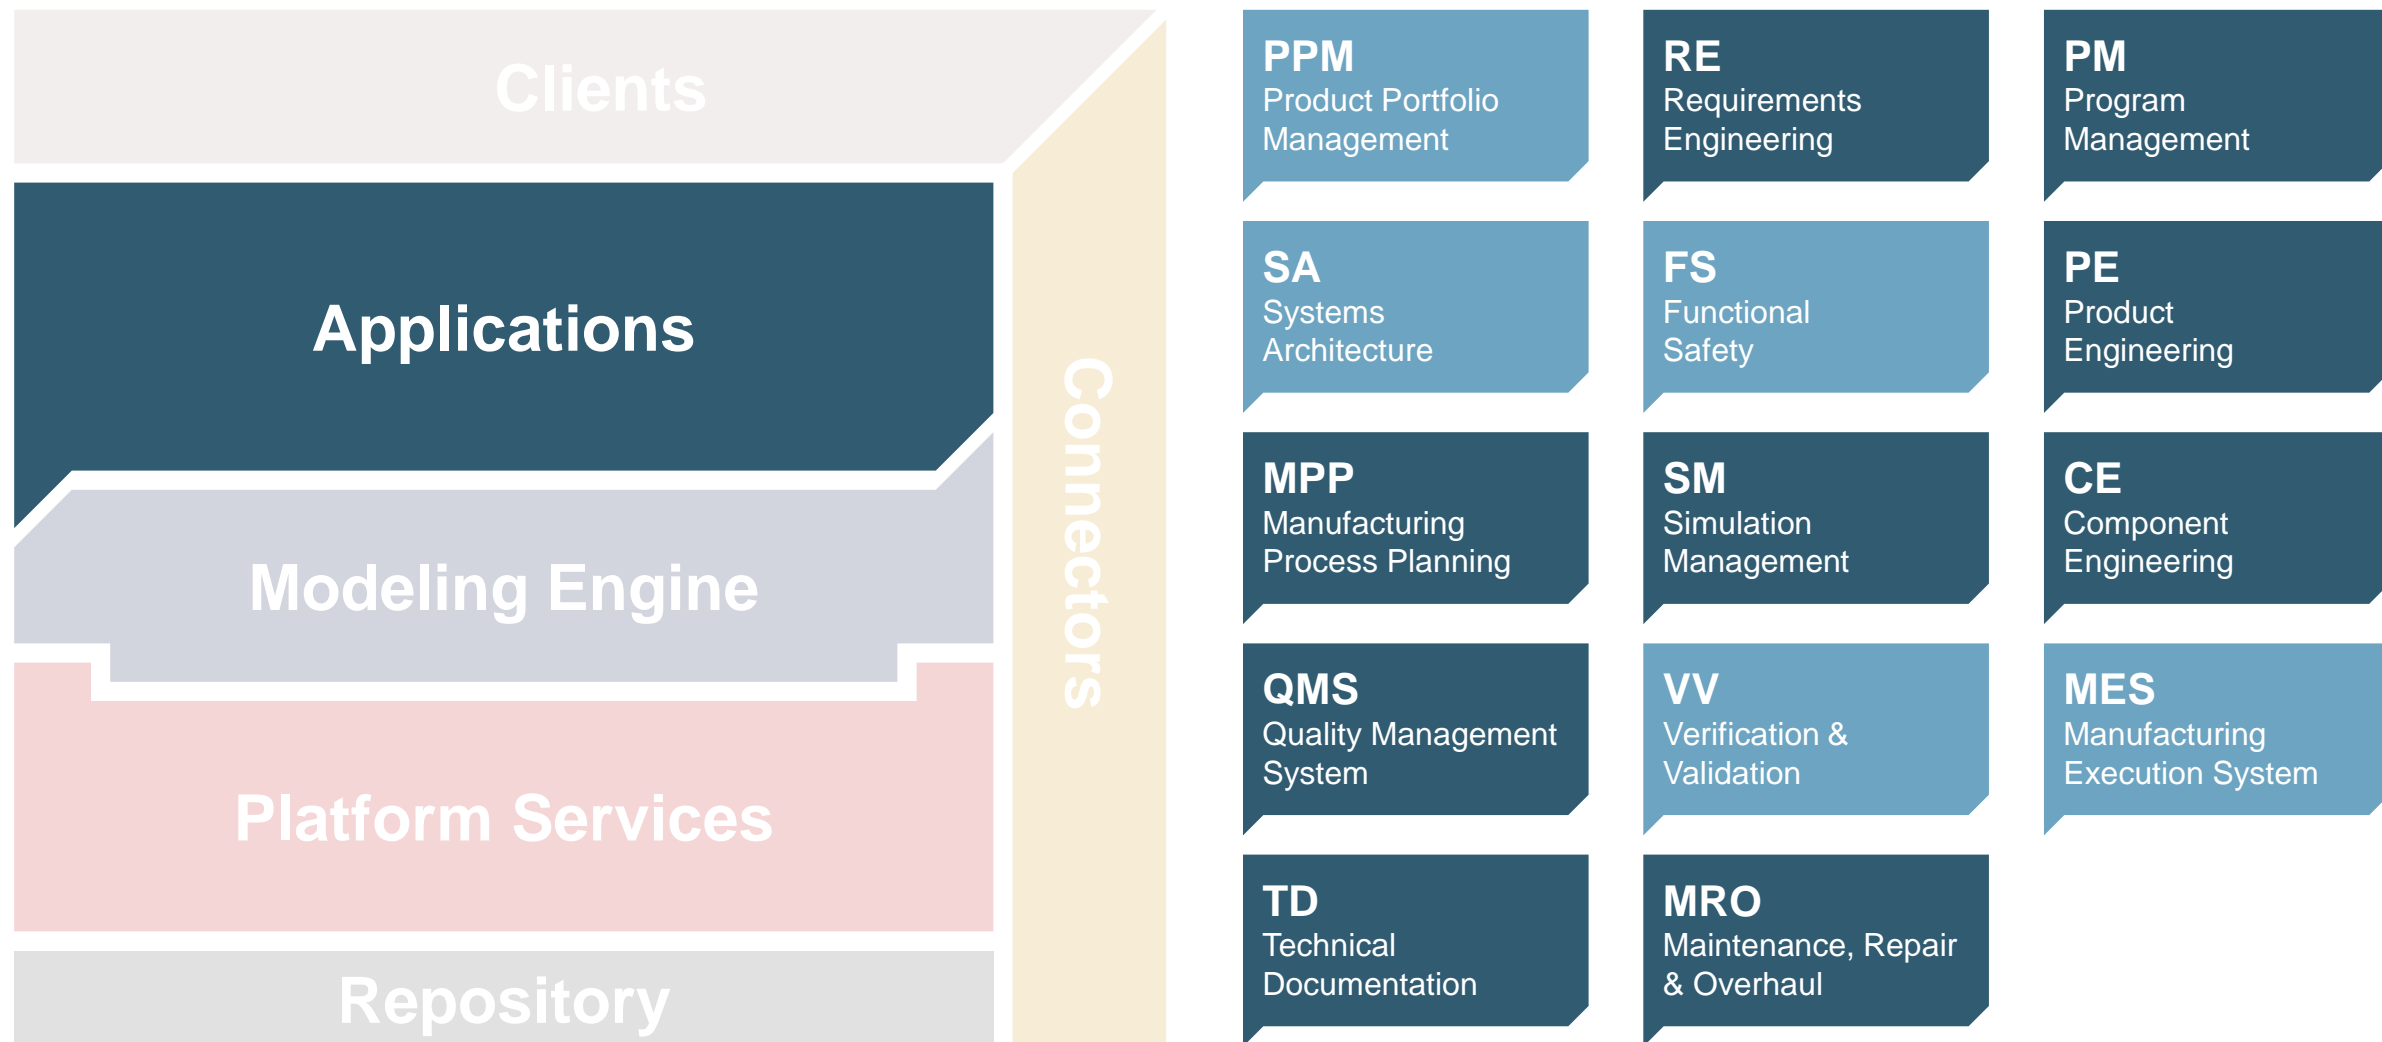 Clients
Applications
Modeling Engine
Platform Services
Repository
Connectors
PPM
Product Portfolio
Management
RE
Requirements
Engineering
PM
Program
Management
SA
Systems
Architecture
FS
Functional
Safety
PE
Product
Engineering
MPP
Manufacturing
Process Planning
SM
Simulation
Management
CE
Component
Engineering
QMS
Quality Management
System
VV
Verification &
Validation
MES
Manufacturing
Execution System
TD
Technical
Documentation
MRO
Maintenance, Repair
& Overhaul